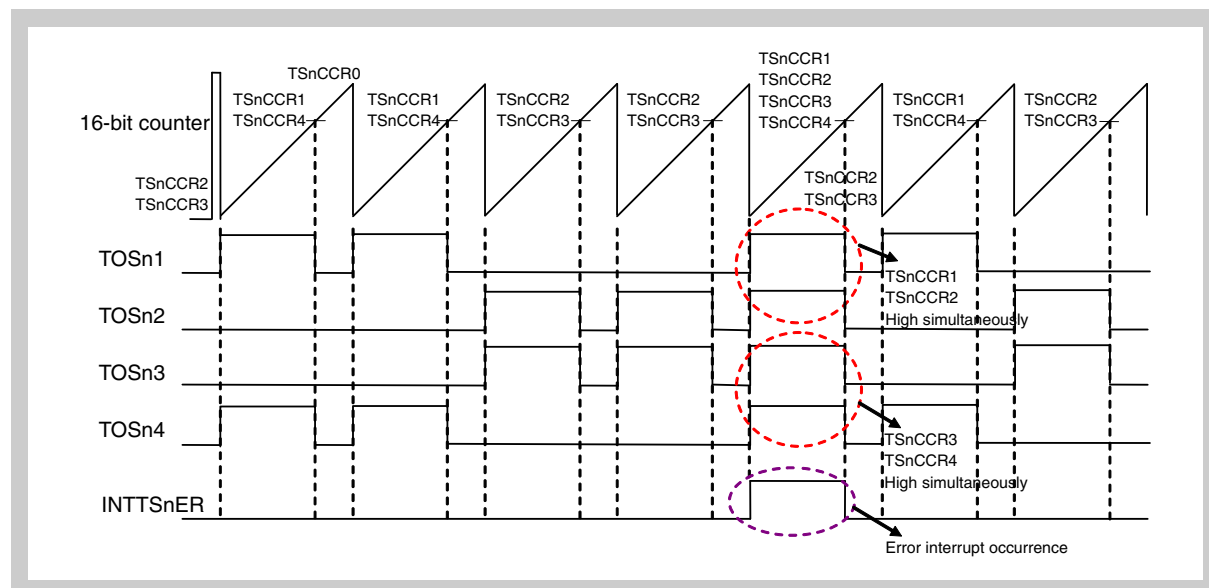 TSnCCR0
TSnCCR1
TSnCCR4
TSnCCR1
TSnCCR4
TSnCCR2
TSnCCR3
TSnCCR2
TSnCCR3
TSnCCR1
TSnCCR2
TSnCCR3
TSnCCR4
TSnCCR1
TSnCCR4
TSnCCR2
TSnCCR3
16-bit counter
TSnCCR2
TSnCCR3
TSnCCR2
TSnCCR3
TOSn1
TSnCCR1
TSnCCR2
High simultaneously
TOSn2
TOSn3
TOSn4
TSnCCR3
TSnCCR4
High simultaneously
INTTSnER
Error interrupt occurrence